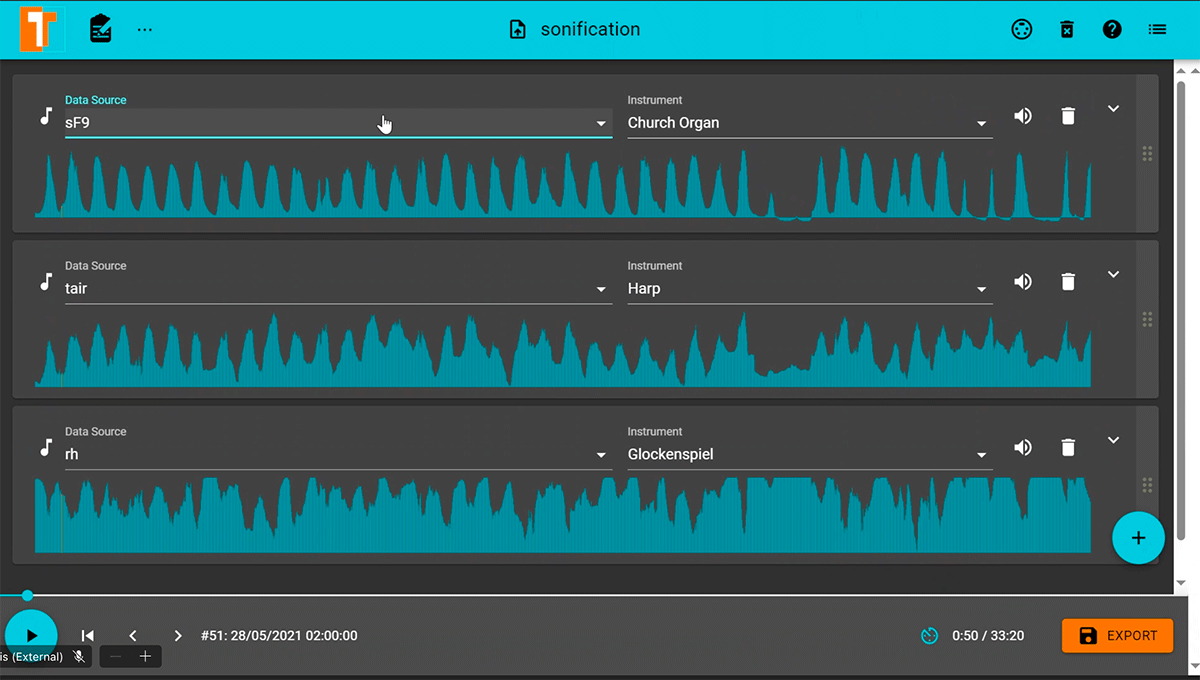 T
...
sonification
Data Source
sF9
Instrument
Church Organ
Data Source
tair
Instrument
Harp
Data Source
rh
Instrument
Glockenspiel
+
#51: 28/05/2021 02:00:00
0:50 / 33:20
EXPORT
is (External)